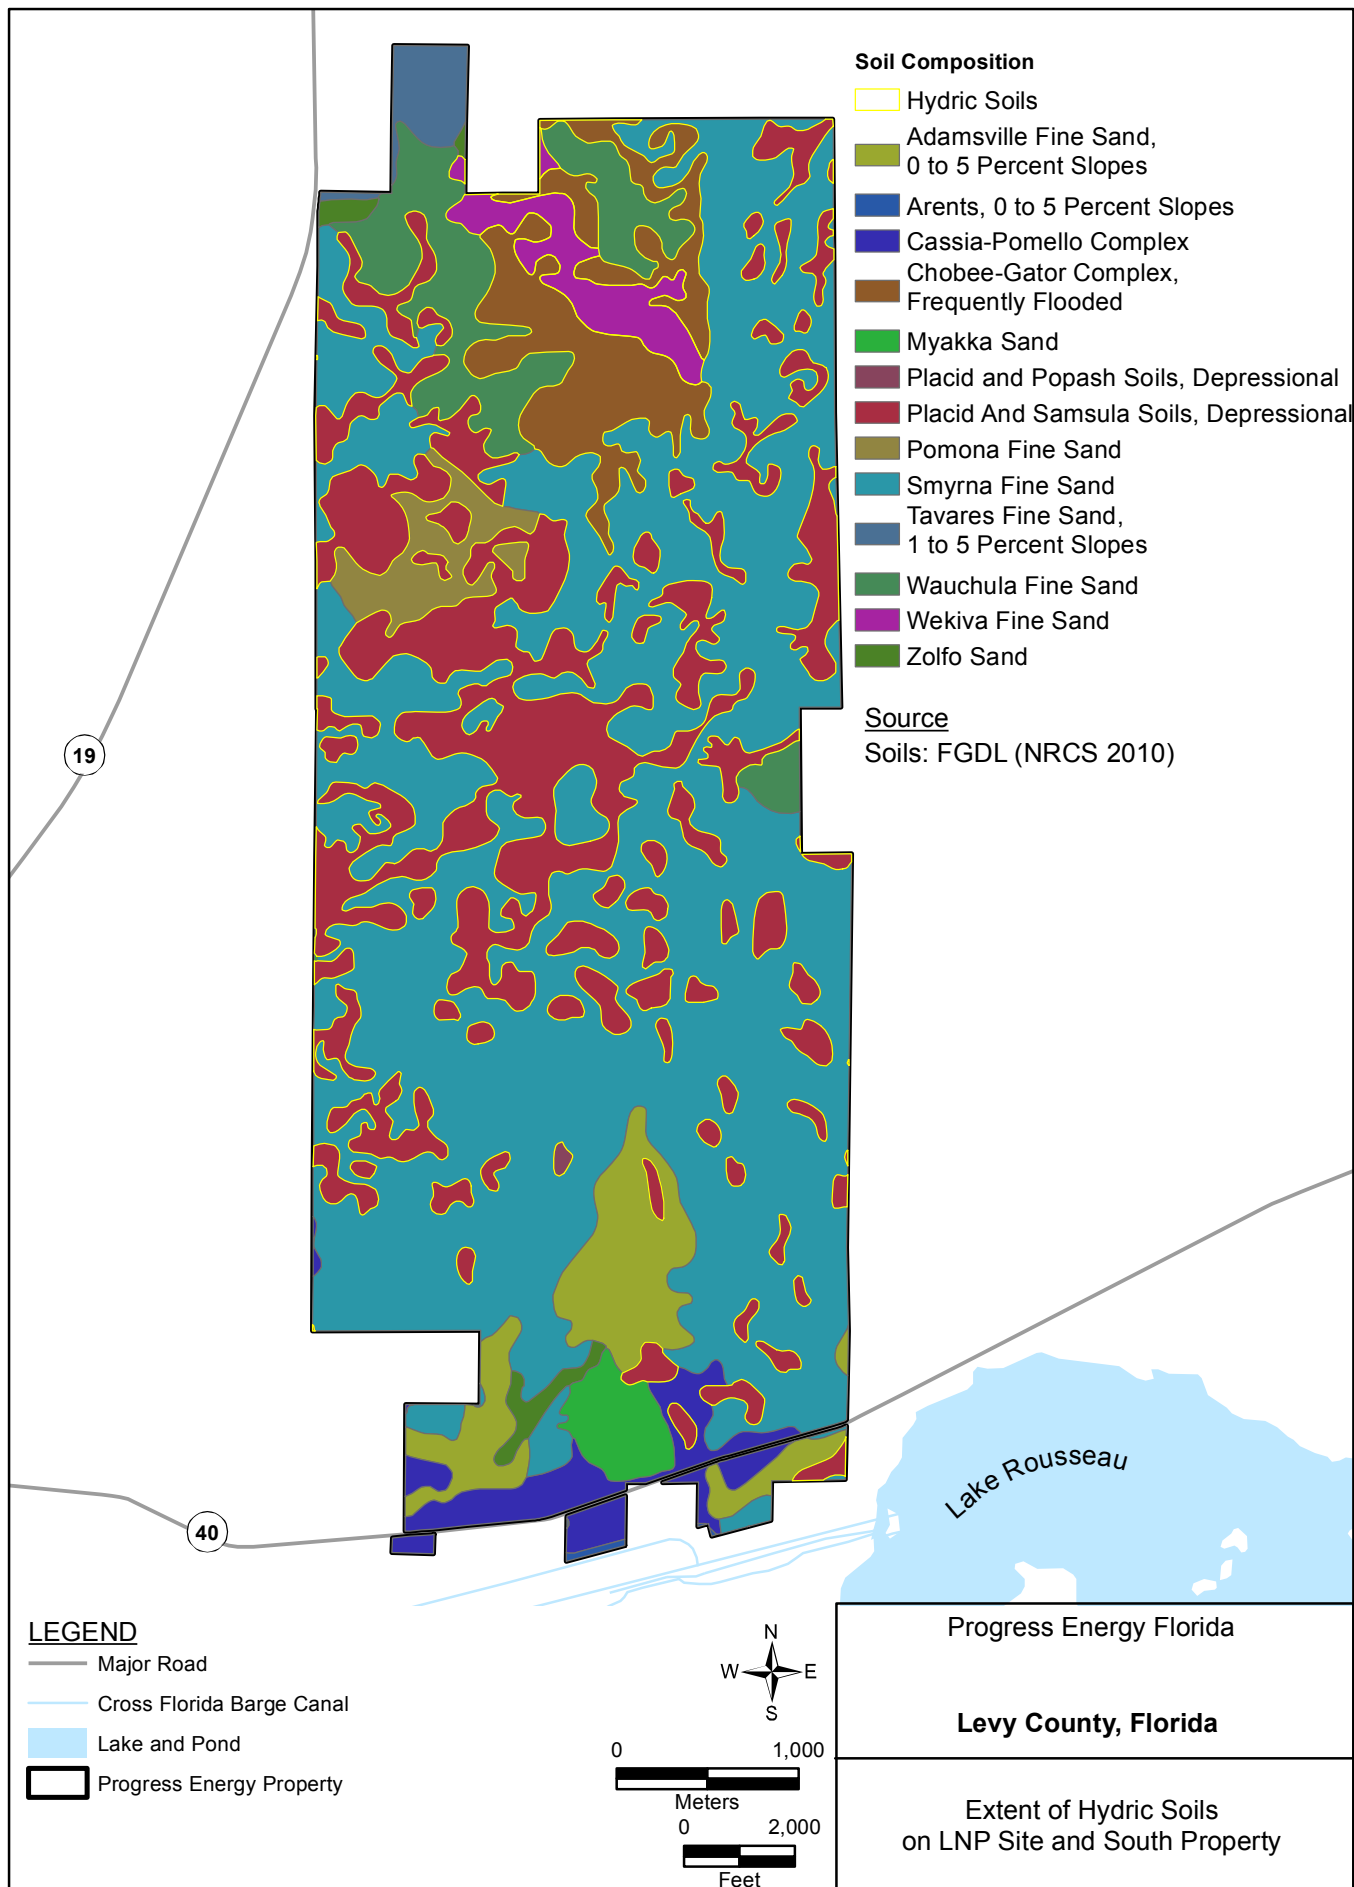 Soil Composition
Hydric Soils
Adamsville Fine Sand,
0 to 5 Percent Slopes
Arents, 0 to 5 Percent Slopes
Cassia-Pomello Complex
Chobee-Gator Complex,
Frequently Flooded
Myakka Sand
Placid and Popash Soils, Depressional
Placid And Samsula Soils, Depressional
Pomona Fine Sand
Smyrna Fine Sand
Tavares Fine Sand,
1 to 5 Percent Slopes
Wauchula Fine Sand
Wekiva Fine Sand
Zolfo Sand
Source
Soils: FGDL (NRCS 2010)
19
40
Lake Rousseau
LEGEND
Major Road
Cross Florida Barge Canal
Lake and Pond
Progress Energy Property
N
W E
S
0 1,000
Meters
0 2,000
Feet
Progress Energy Florida
Levy County, Florida
Extent of Hydric Soils
on LNP Site and South Property